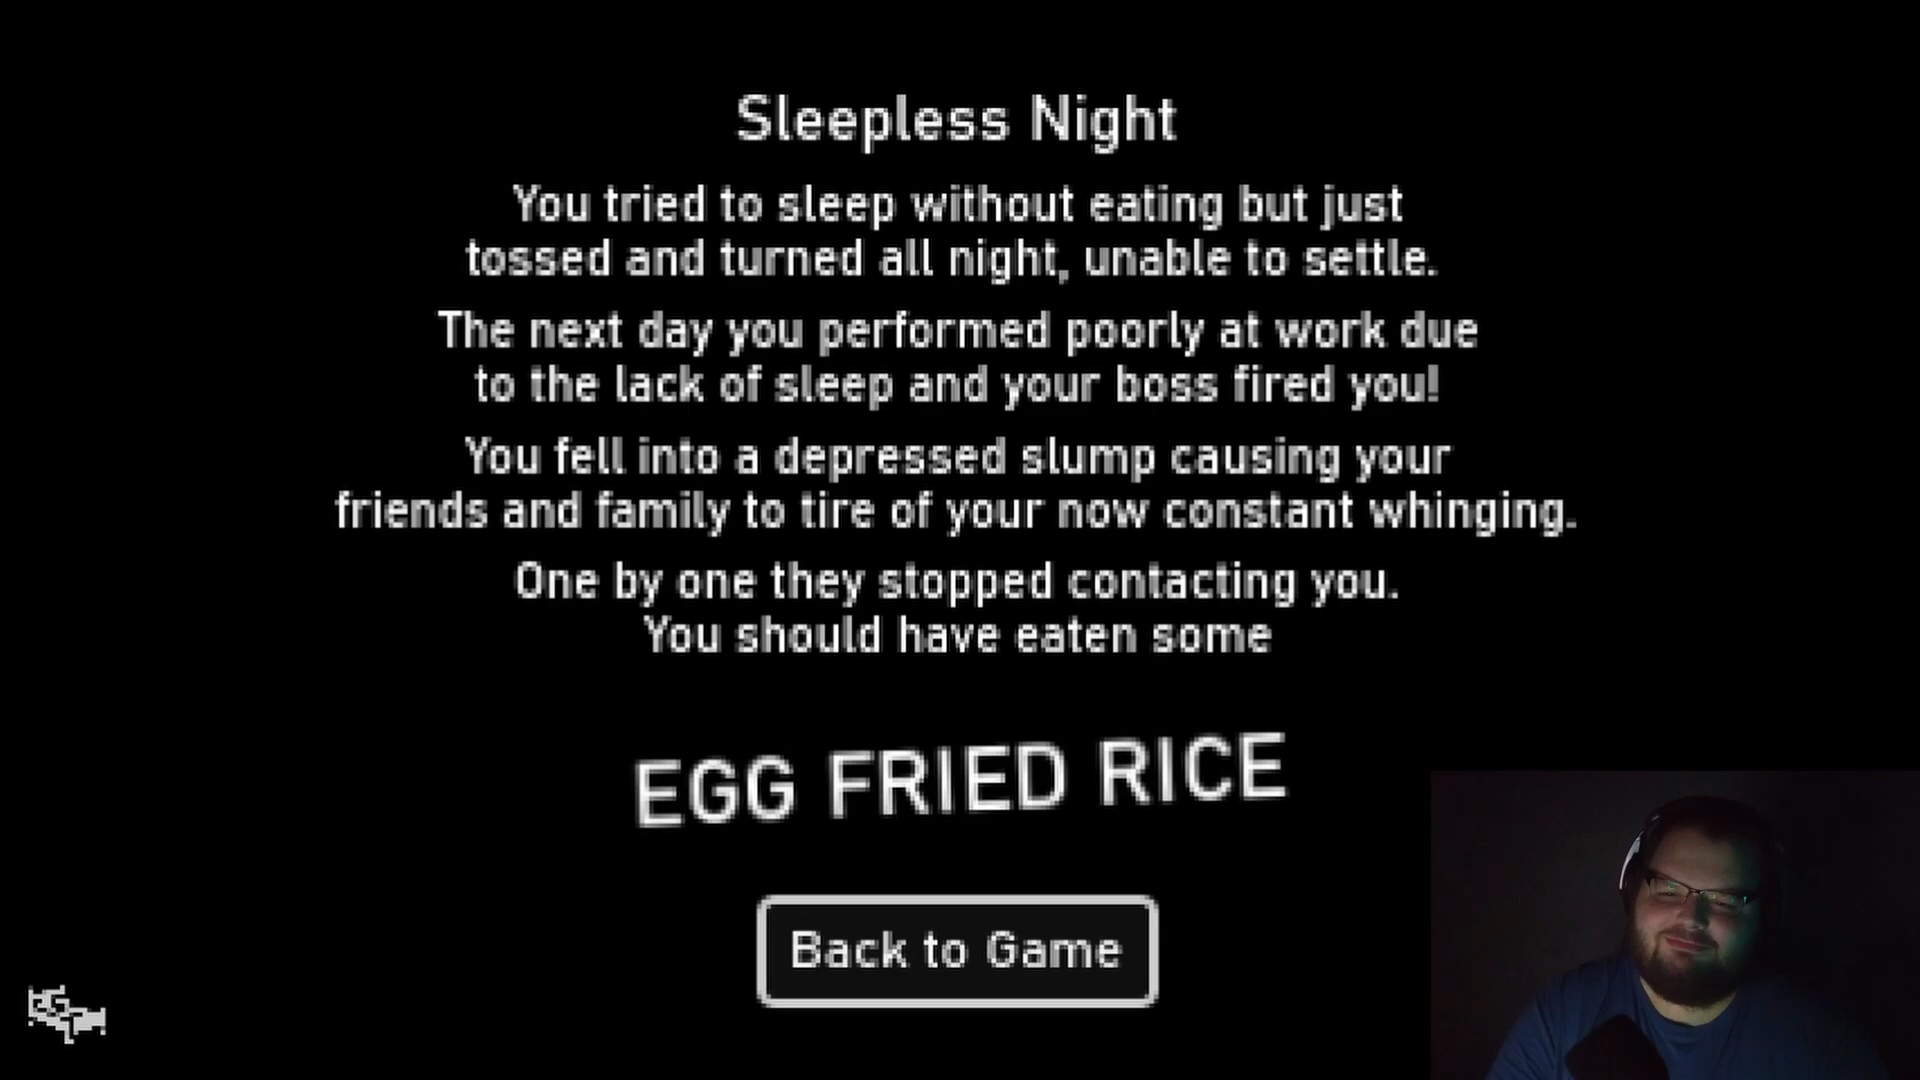 Sleepless Night
You tried to sleep without eating but just
tossed and turned all night, unable to settle.
The next day you performed poorly at work due
to the lack of sleep and your boss fired you!
You fell into a depressed slump causing your
friends and family to tire of your now constant whinging.
One by one they stopped contacting you.
You should have eaten some
EGG FRIED RICE
Back to Game